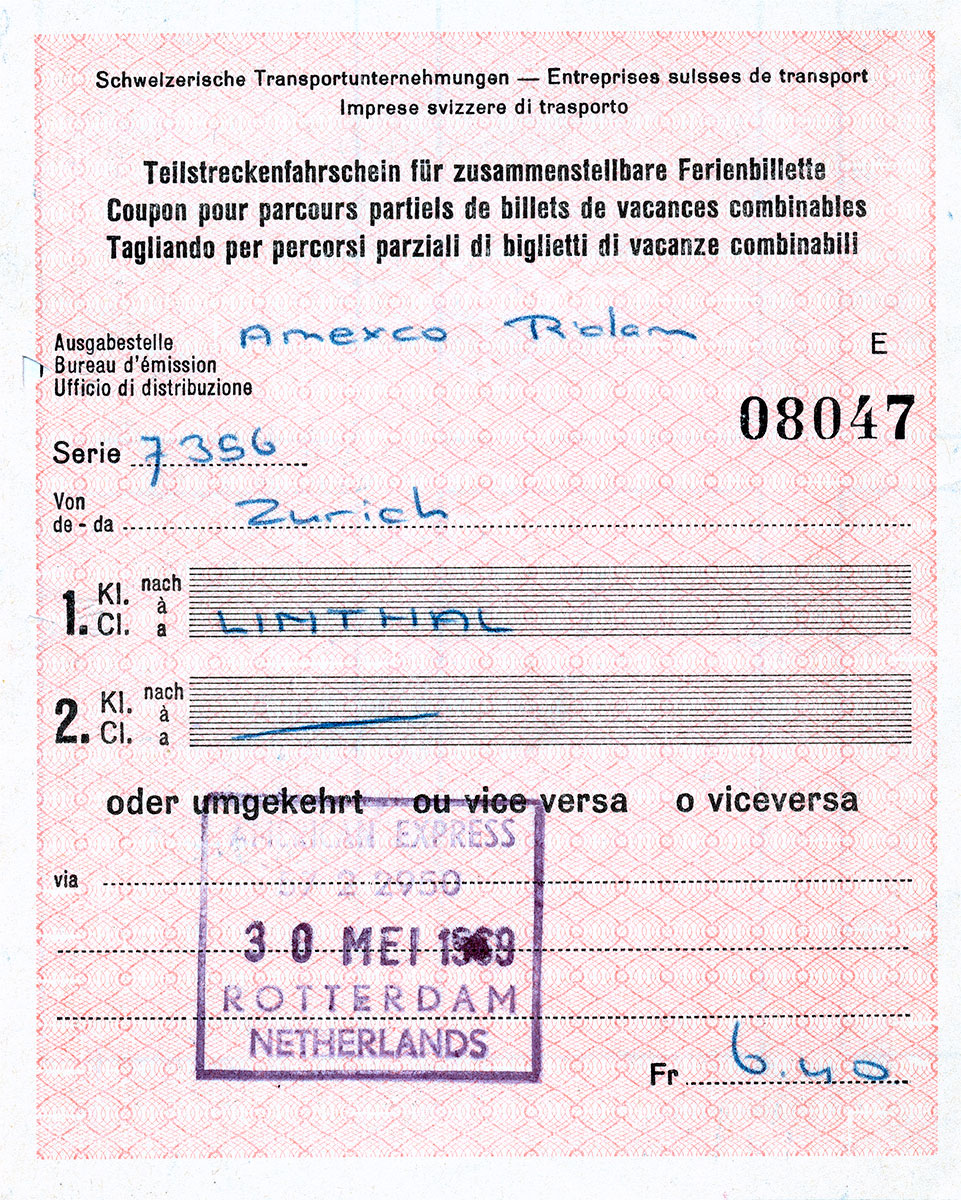 Schweizerische Transportunternehmungen — Entreprises suisses de transport
Imprese svizzere di trasporto
Teilstreckenfahrschein für zusammenstellbare Ferienbillette
Coupon pour parcours partiels de billets de vacances combinables
Tagliando per percorsi parziali di biglietti di vacanze combinabili
Ausgabestelle Amexco R'dam
Bureau d'émission
Ufficio di distribuzione
E
08047
Serie 7356
Von
de - da Zurich
1. Kl. Cl. nach à a LINTHAL
2. Kl. Cl. nach à a
oder umgekehrt ou vice versa o viceversa
EXPRESS
via
30 MEI 1969
ROTTERDAM
NETHERLANDS
Fr 6.40